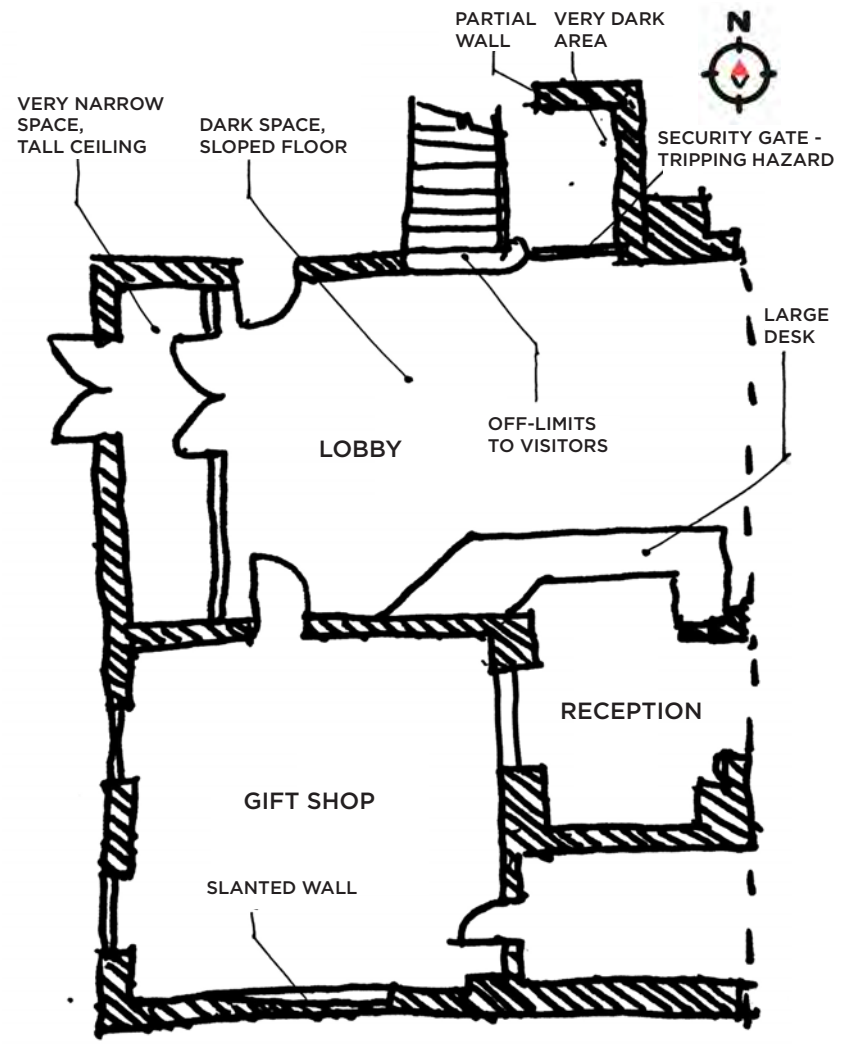 PARTIAL
WALL
VERY DARK
AREA
N
VERY NARROW
SPACE,
TALL CEILING
DARK SPACE,
SLOPED FLOOR
SECURITY GATE -
TRIPPING HAZARD
LARGE
DESK
OFF-LIMITS
TO VISITORS
LOBBY
RECEPTION
GIFT SHOP
SLANTED WALL